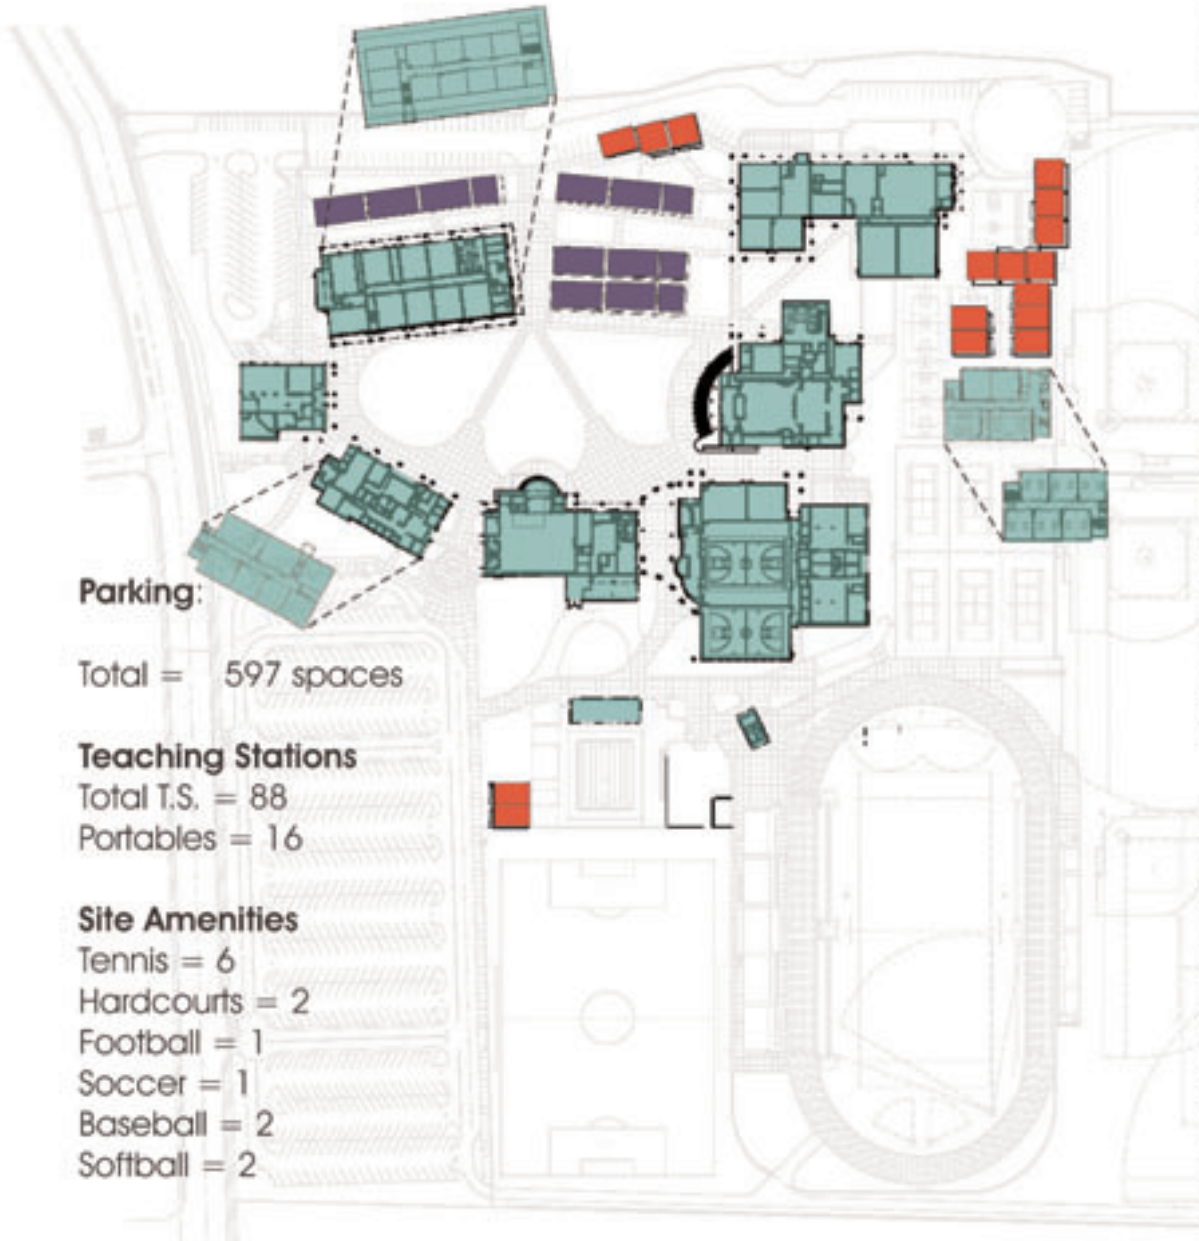 Parking:
Total = 597 spaces
Teaching Stations
Total T.S. = 88
Portables = 16
Site Amenities
Tennis = 6
Hardcourts = 2
Football = 1
Soccer = 1
Baseball = 2
Softball = 2